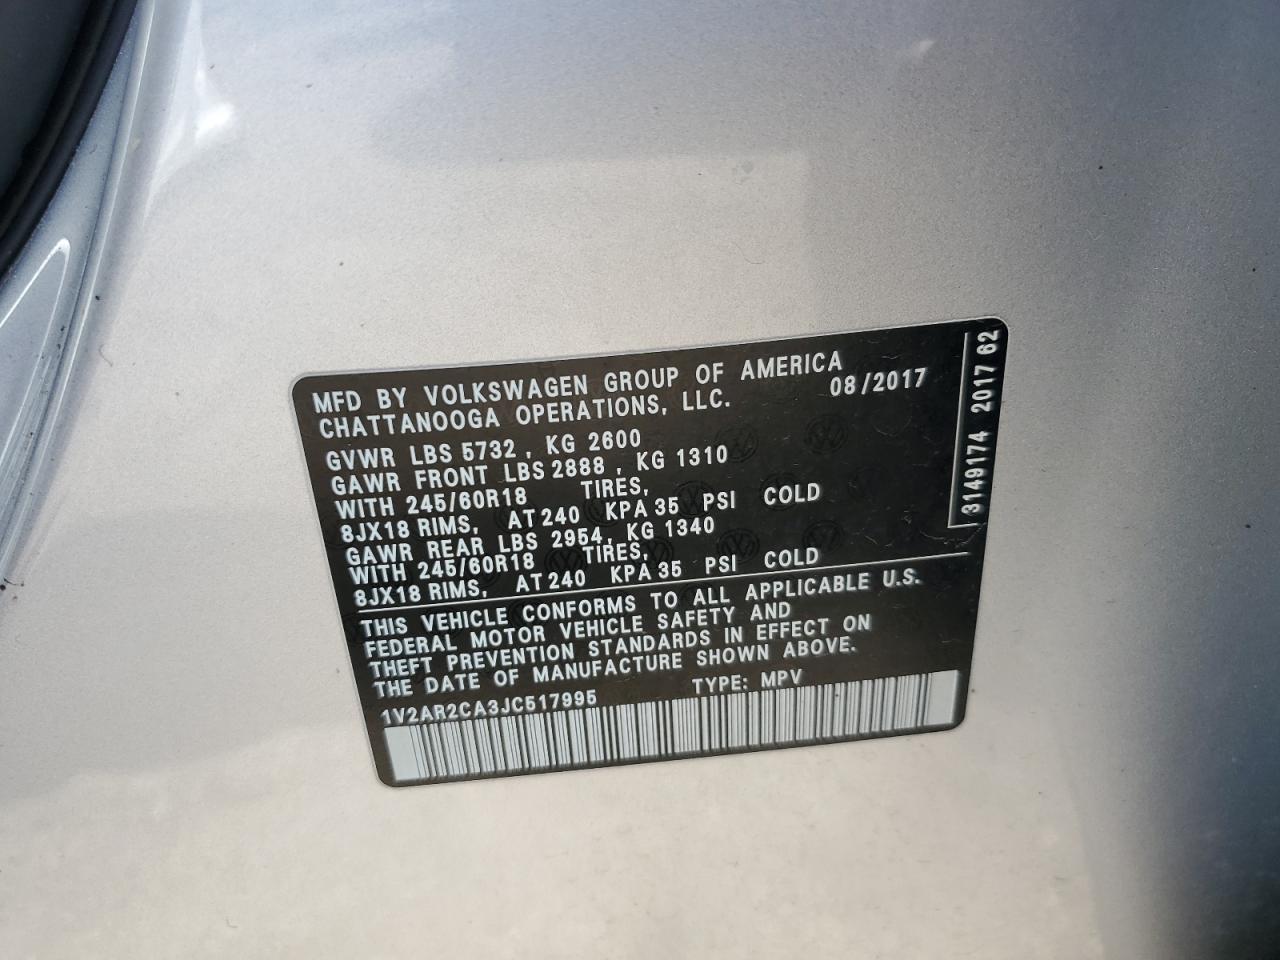 MFD BY VOLKSWAGEN GROUP OF AMERICA
CHATTANOOGA OPERATIONS, LLC. 08/2017
GVWR LBS 5732 , KG 2600
GAWR FRONT LBS 2888 , KG 1310
WITH 245/60R18 TIRES,
8JX18 RIMS, AT 240 KPA 35 PSI COLD
GAWR REAR LBS 2954, KG 1340
WITH 245/60R18 TIRES,
8JX18 RIMS, AT 240 KPA 35 PSI COLD
THIS VEHICLE CONFORMS TO ALL APPLICABLE U.S.
FEDERAL MOTOR VEHICLE SAFETY AND
THEFT PREVENTION STANDARDS IN EFFECT ON
THE DATE OF MANUFACTURE SHOWN ABOVE.
1V2AR2CA3JC517995 TYPE: MPV
3149174 2017 62